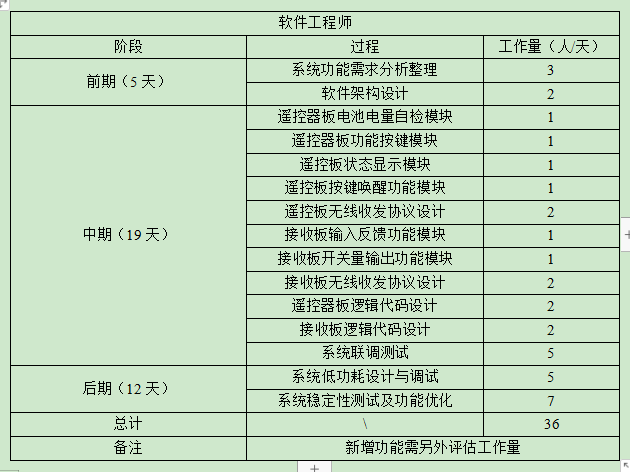 软件工程师
阶段 过程 工作量（人/天）
前期（5 天） 系统功能需求分析整理 3
软件架构设计 2
中期（19 天） 遥控器板电池电量自检模块 1
遥控器板功能按键模块 1
遥控板状态显示模块 1
遥控板按键唤醒功能模块 1
遥控板无线收发协议设计 2
接收板输入反馈功能模块 1
接收板开关量输出功能模块 1
接收板无线收发协议设计 2
遥控器板逻辑代码设计 2
接收板逻辑代码设计 2
系统联调测试 5
后期（12 天） 系统低功耗设计与调试 5
系统稳定性测试及功能优化 7
总计 \ 36
备注 新增功能需另外评估工作量